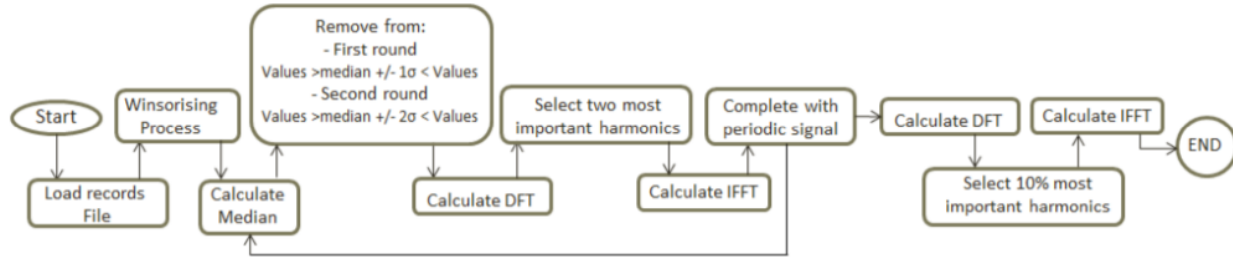 Start
Load records
File
Winsorising
Process
Calculate
Median
Remove from:
- First round
Values >median +/- 1σ < Values
- Second round
Values >median +/- 2σ < Values
Calculate DFT
Select two most
important harmonics
Calculate IFFT
Complete with
periodic signal
Calculate DFT
Select 10% most
important harmonics
Calculate IFFT
END